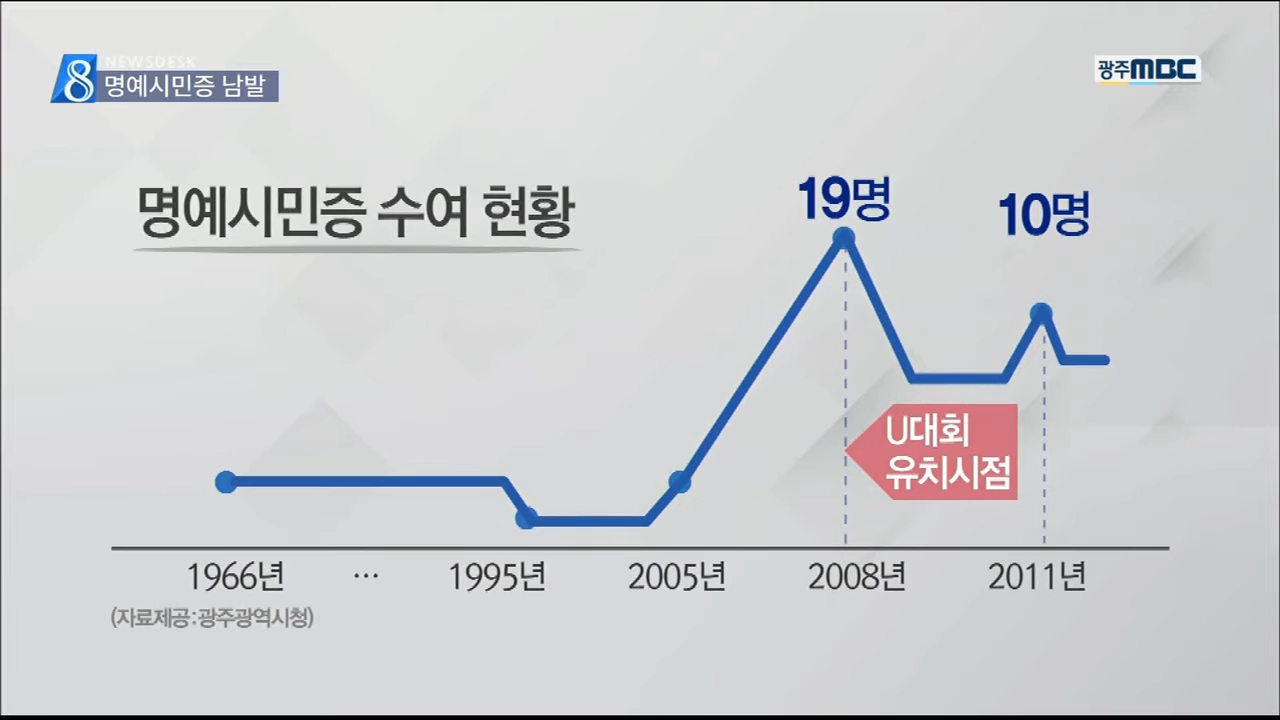 NEWSDESK
8 명예시민증 남발
광주MBC
명예시민증 수여 현황
19명
10명
U대회
유치시점
1966년 … 1995년 2005년 2008년 2011년
(자료제공:광주광역시청)